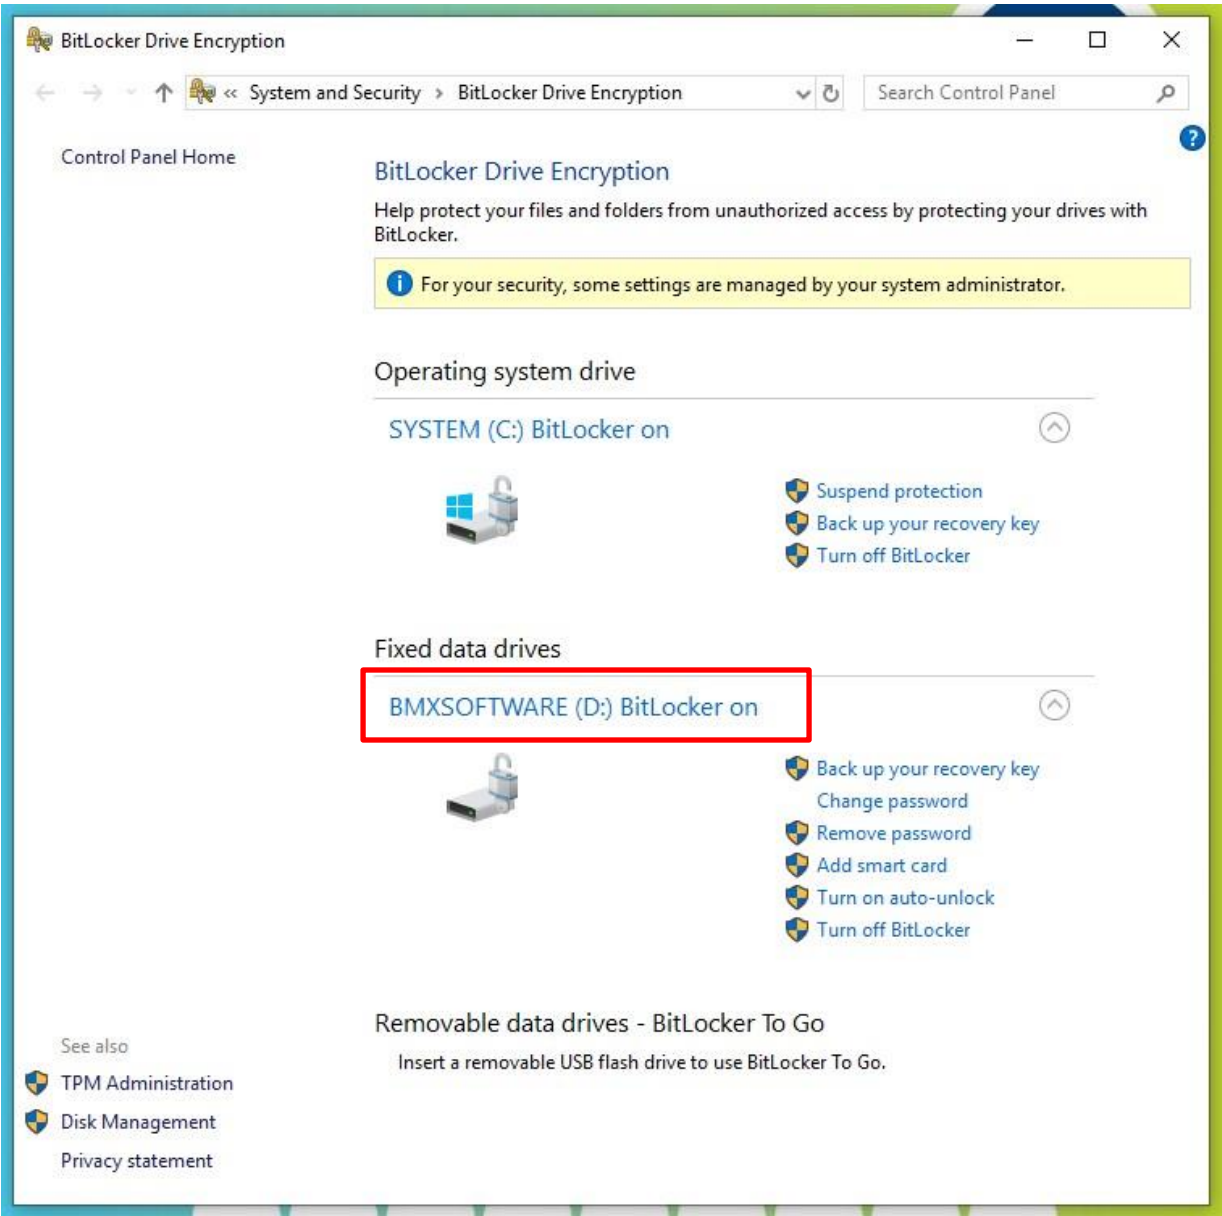 BitLocker Drive Encryption
« System and Security › BitLocker Drive Encryption
Search Control Panel
?
Control Panel Home
BitLocker Drive Encryption
Help protect your files and folders from unauthorized access by protecting your drives with
BitLocker.
For your security, some settings are managed by your system administrator.
Operating system drive
SYSTEM (C:) BitLocker on
Suspend protection
Back up your recovery key
Turn off BitLocker
Fixed data drives
BMXSOFTWARE (D:) BitLocker on
Back up your recovery key
Change password
Remove password
Add smart card
Turn on auto-unlock
Turn off BitLocker
Removable data drives - BitLocker To Go
Insert a removable USB flash drive to use BitLocker To Go.
See also
TPM Administration
Disk Management
Privacy statement